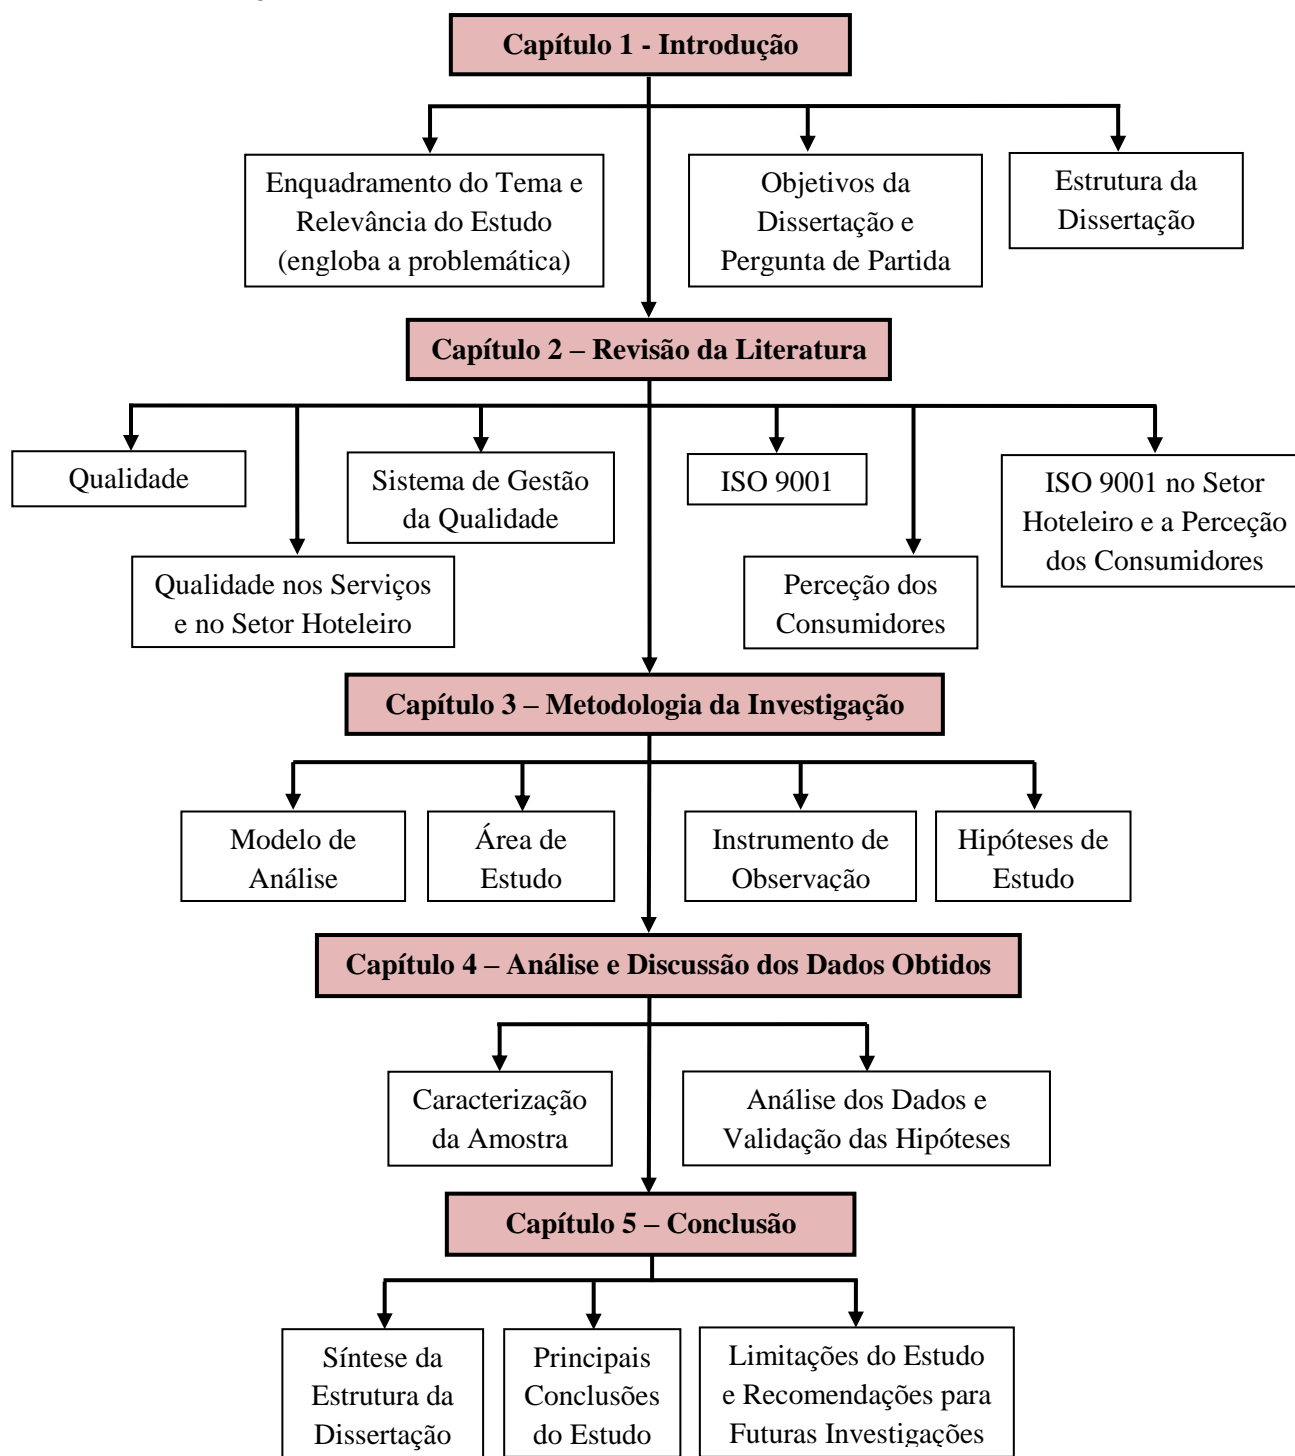 Capítulo 1 - Introdução
Enquadramento do Tema e
Relevância do Estudo
(engloba a problemática)
Objetivos da
Dissertação e
Pergunta de Partida
Estrutura da
Dissertação
Capítulo 2 – Revisão da Literatura
Qualidade
Qualidade nos Serviços
e no Setor Hoteleiro
Sistema de Gestão
da Qualidade
ISO 9001
Perceção dos
Consumidores
ISO 9001 no Setor
Hoteleiro e a Perceção
dos Consumidores
Capítulo 3 – Metodologia da Investigação
Modelo de
Análise
Área de
Estudo
Instrumento de
Observação
Hipóteses de
Estudo
Capítulo 4 – Análise e Discussão dos Dados Obtidos
Caracterização
da Amostra
Análise dos Dados e
Validação das Hipóteses
Capítulo 5 – Conclusão
Síntese da
Estrutura da
Dissertação
Principais
Conclusões
do Estudo
Limitações do Estudo
e Recomendações para
Futuras Investigações